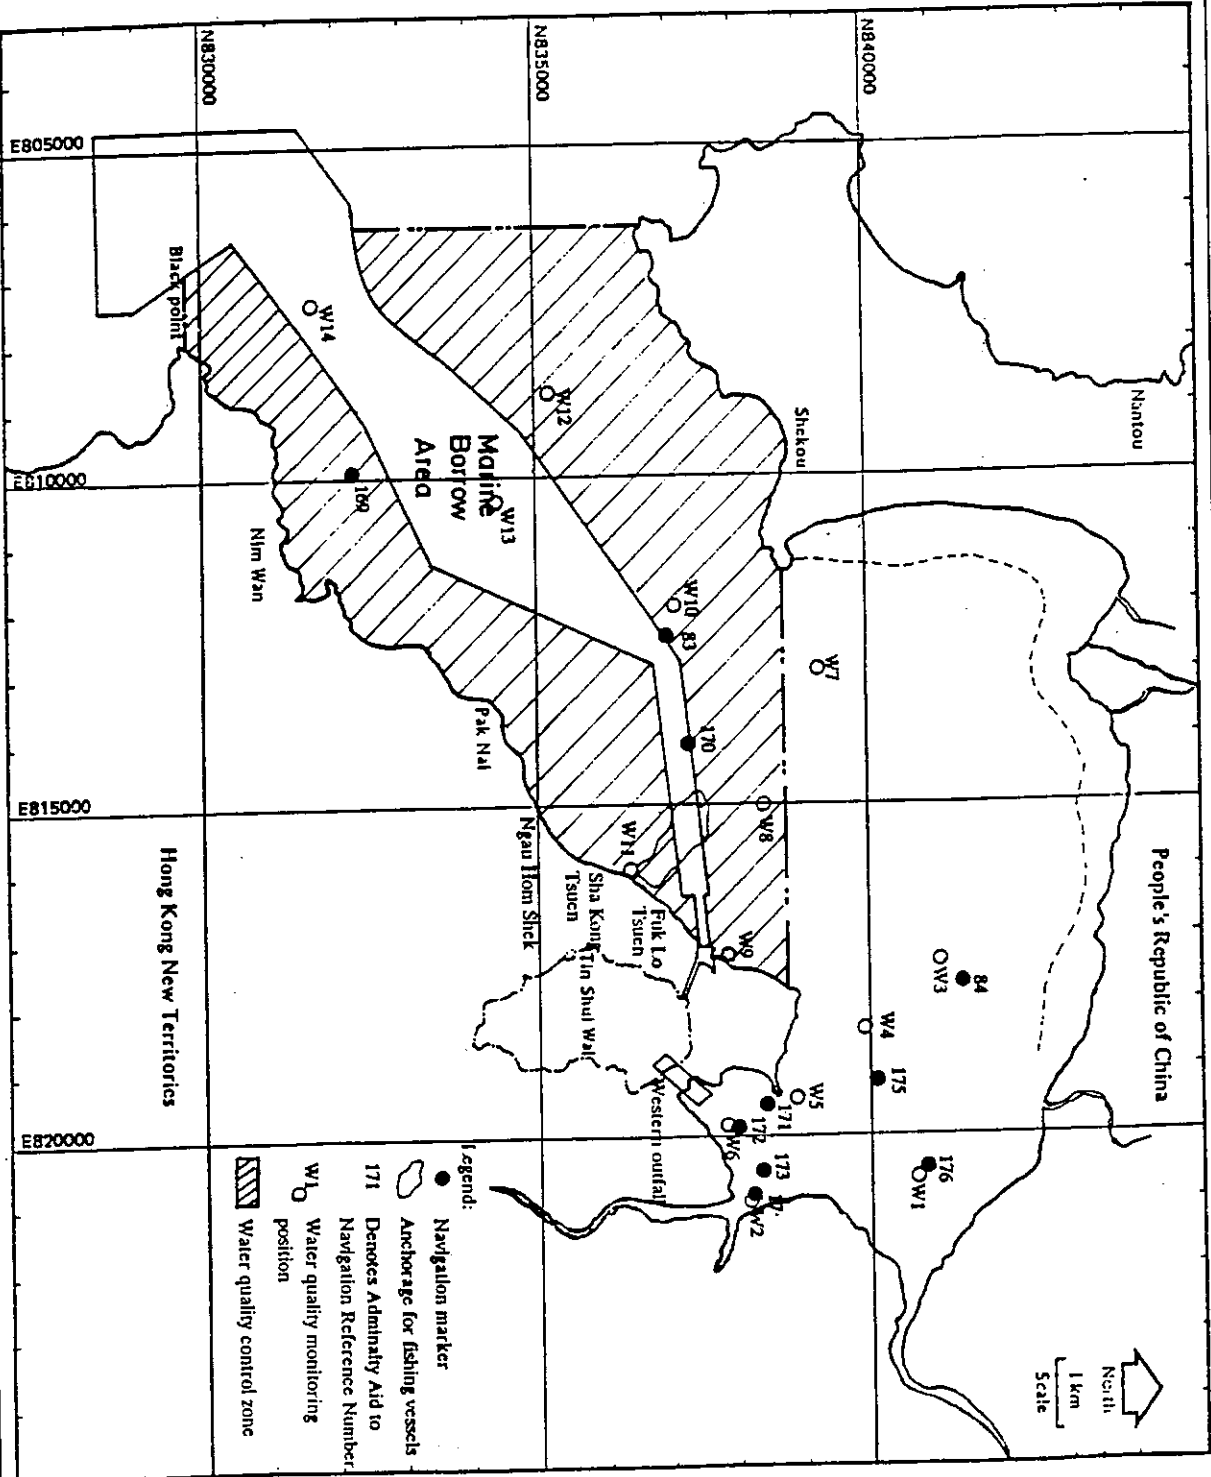 N830000
N835000
N840000
E805000
E810000
E815000
E820000
Nantou
Shekou
People's Republic of China
Black point
W14
W12
Marine
Borrow
Area
W13
169
Nim Wan
W10
83
W7
170
Pak Nai
W8
W11
Ngau Hom Shek
Sha Kong
Tsuen
Fuk Lo
Tsuen
Tin Shui Wai
W9
W3
84
W4
175
W5
171
172
W6
173
W2
176
W1
Western outfall
Hong Kong New Territories
North
1 km
Scale
Legend:
Navigation marker
Anchorage for fishing vessels
171 Denotes Admiralty Aid to
Navigation Reference Number
W1 Water quality monitoring
position
Water quality control zone